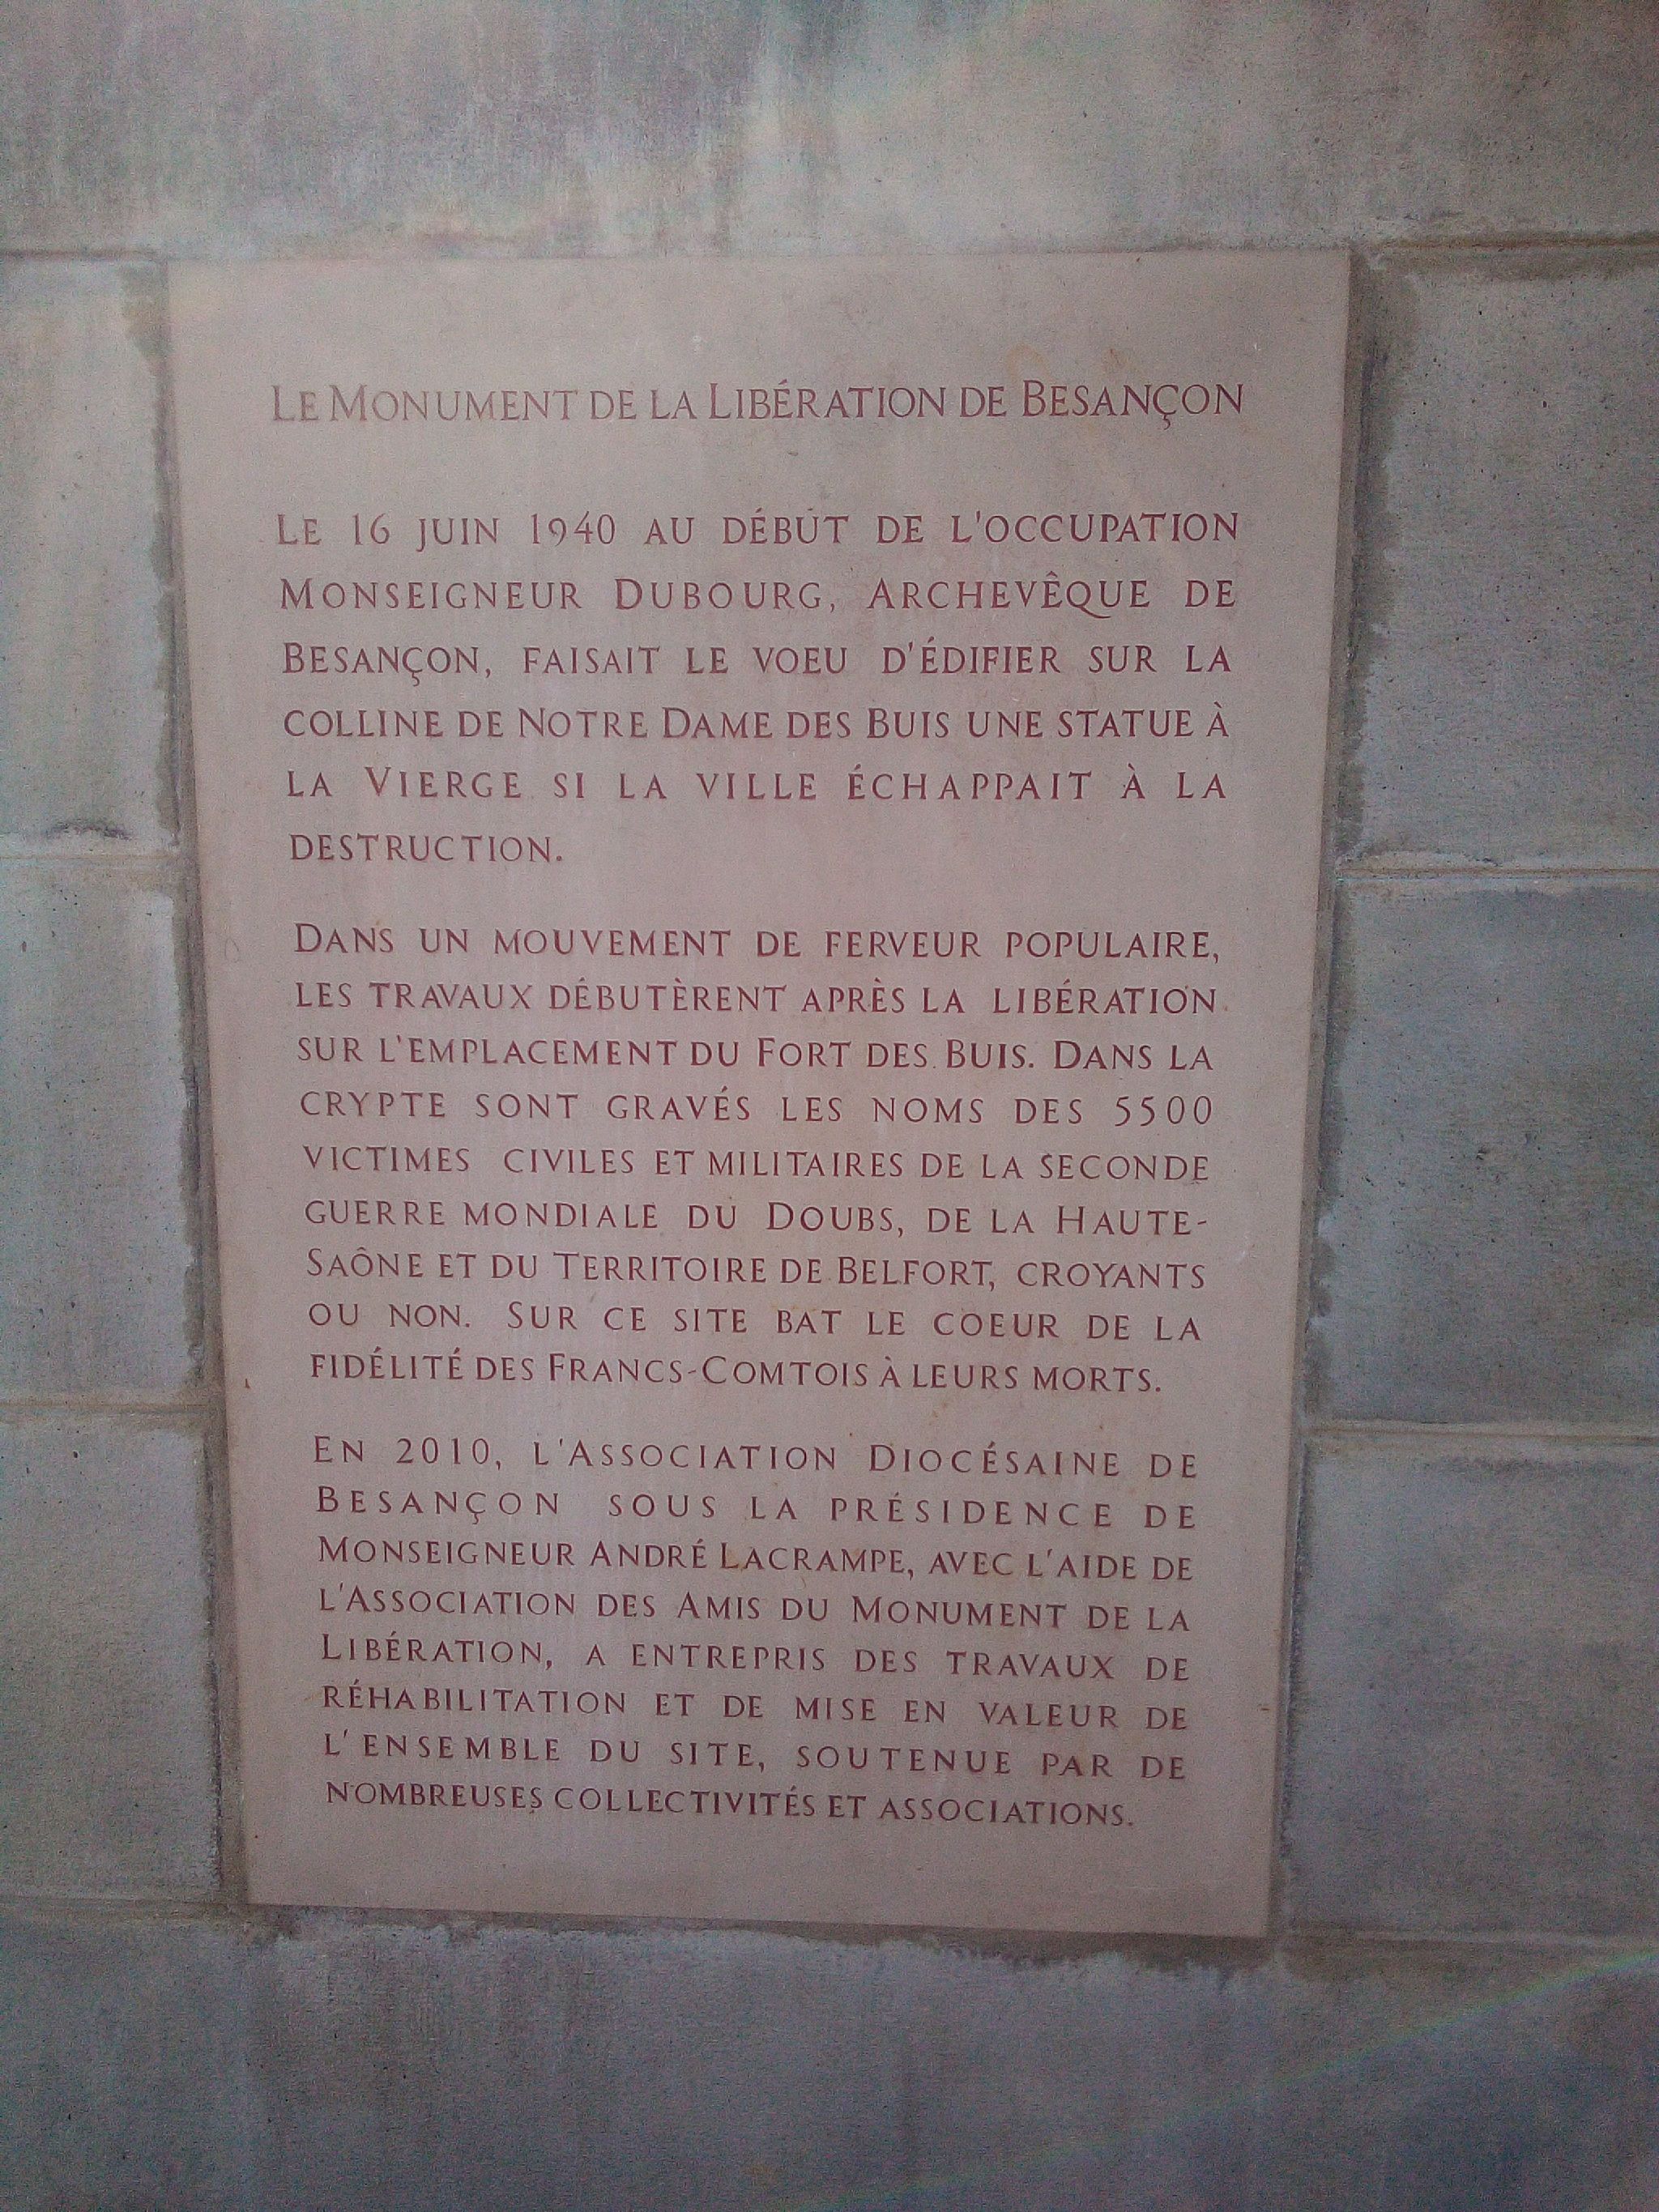 LE MONUMENT DE LA LIBÉRATION DE BESANÇON
LE 16 JUIN 1940 AU DÉBUT DE L'OCCUPATION
MONSEIGNEUR DUBOURG, ARCHEVÊQUE DE
BESANÇON, FAISAIT LE VOEU D'ÉDIFIER SUR LA
COLLINE DE NOTRE DAME DES BUIS UNE STATUE À
LA VIERGE SI LA VILLE ÉCHAPPAIT À LA
DESTRUCTION.
DANS UN MOUVEMENT DE FERVEUR POPULAIRE,
LES TRAVAUX DÉBUTÈRENT APRÈS LA LIBÉRATION
SUR L'EMPLACEMENT DU FORT DES BUIS. DANS LA
CRYPTE SONT GRAVÉS LES NOMS DES 5500
VICTIMES CIVILES ET MILITAIRES DE LA SECONDE
GUERRE MONDIALE DU DOUBS, DE LA HAUTE-
SAÔNE ET DU TERRITOIRE DE BELFORT, CROYANTS
OU NON. SUR CE SITE BAT LE COEUR DE LA
FIDÉLITÉ DES FRANCS-COMTOIS À LEURS MORTS.
EN 2010, L'ASSOCIATION DIOCÉSAINE DE
BESANÇON SOUS LA PRÉSIDENCE DE
MONSEIGNEUR ANDRÉ LACRAMPE, AVEC L'AIDE DE
L'ASSOCIATION DES AMIS DU MONUMENT DE LA
LIBÉRATION, A ENTREPRIS DES TRAVAUX DE
RÉHABILITATION ET DE MISE EN VALEUR DE
L'ENSEMBLE DU SITE, SOUTENUE PAR DE
NOMBREUSES COLLECTIVITÉS ET ASSOCIATIONS.